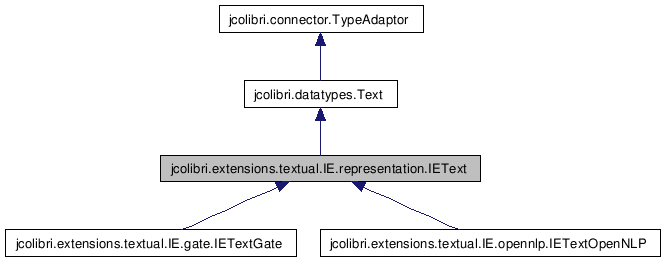 jcolibri.connector.TypeAdaptor
jcolibri.datatypes.Text
jcolibri.extensions.textual.IE.representation.IEText
jcolibri.extensions.textual.IE.gate.IETextGate
jcolibri.extensions.textual.IE.opennlp.IETextOpenNLP